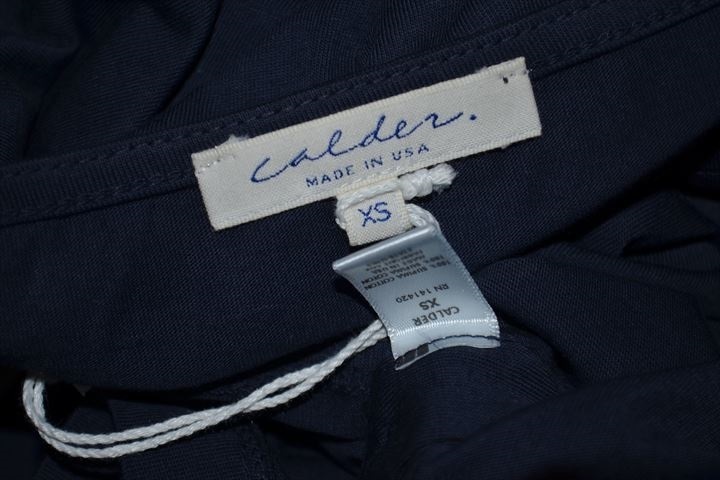 calder.
MADE IN USA
XS
CALDER
XS
RN 141420
100% SUPIMA COTTON